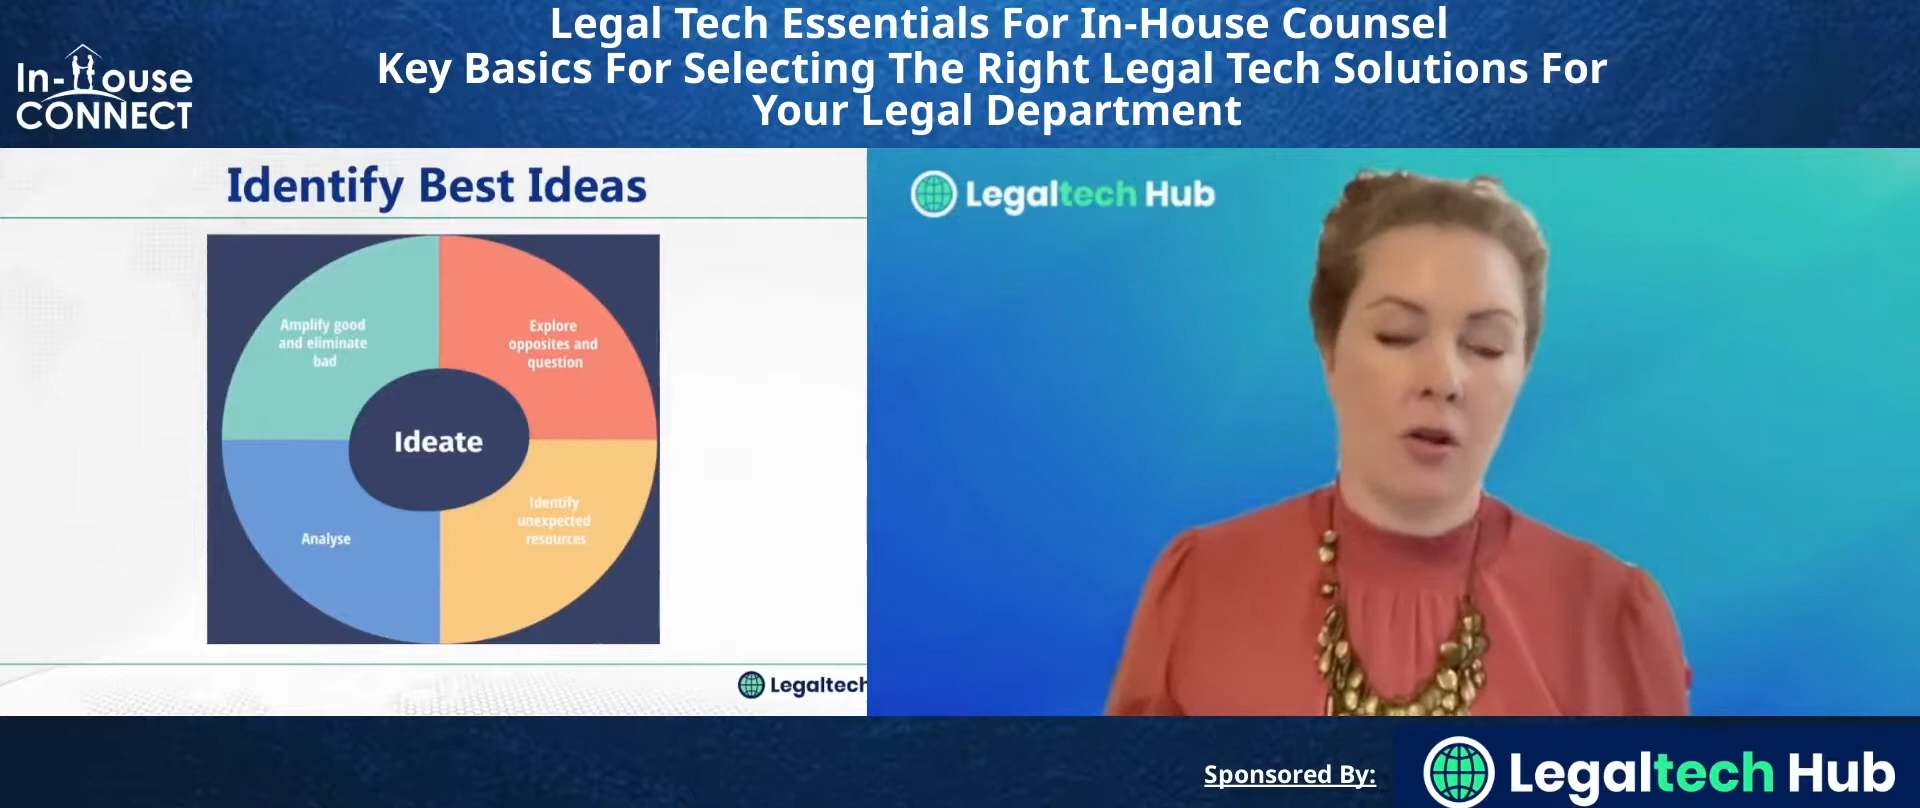 Legal Tech Essentials For In-House Counsel
Key Basics For Selecting The Right Legal Tech Solutions For
Your Legal Department
In-House
CONNECT
Identify Best Ideas
Amplify good
and eliminate
bad
Explore
opposites and
question
Ideate
Analyse
Identify
unexpected
resources
Legaltech
Legaltech Hub
Sponsored By:
Legaltech Hub